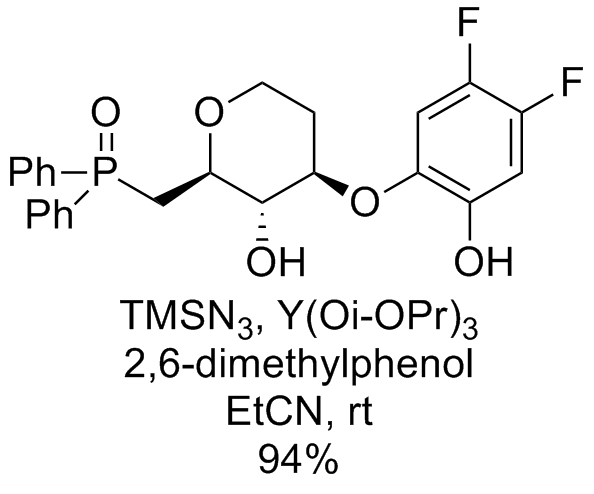 F
F
O
O
Ph
P
Ph
O
OH
OH
TMSN₃, Y(Oi-OPr)₃
2,6-dimethylphenol
EtCN, rt
94%